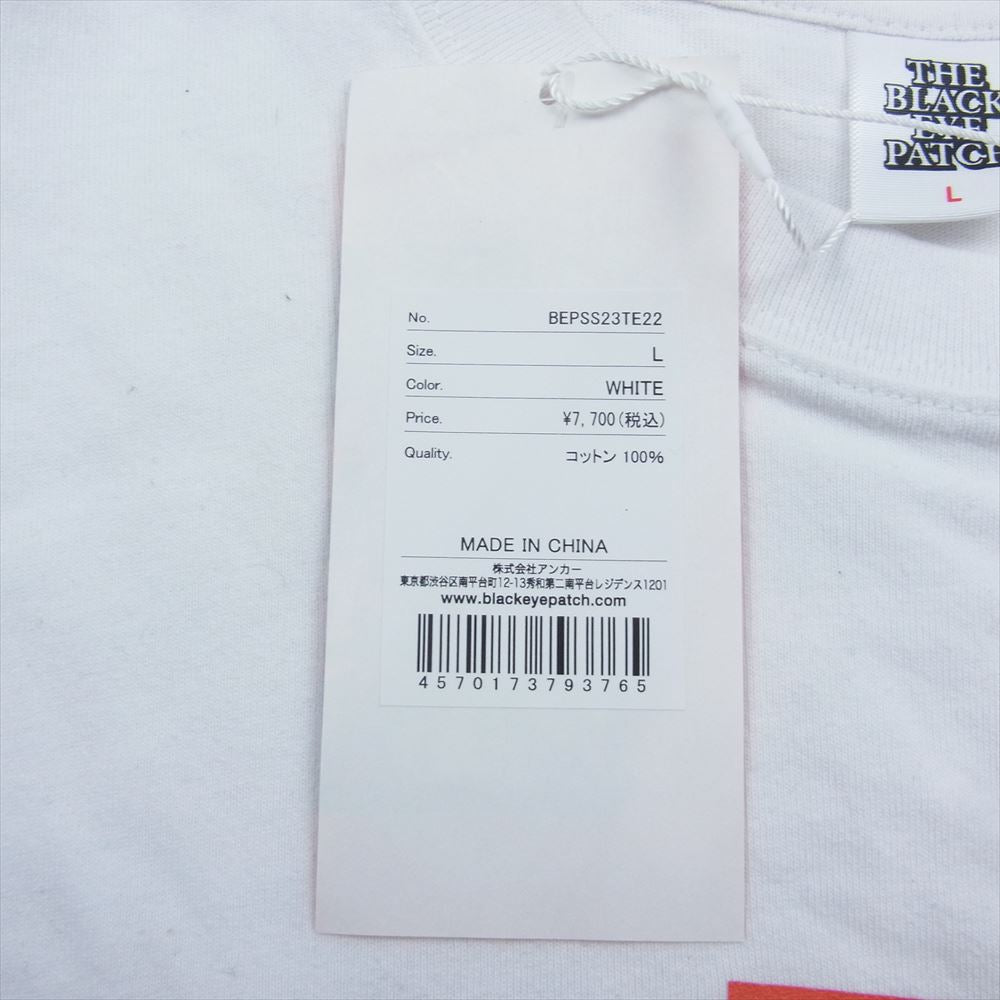 THE
BLACK
EYE
PATCH
L
No. BEPSS23TE22
Size. L
Color. WHITE
Price. ¥7,700(税込)
Quality. コットン 100%
MADE IN CHINA
株式会社アンカー
東京都渋谷区南平台町12-13秀和第二南平台レジデンス1201
www.blackeyepatch.com
4570173793765